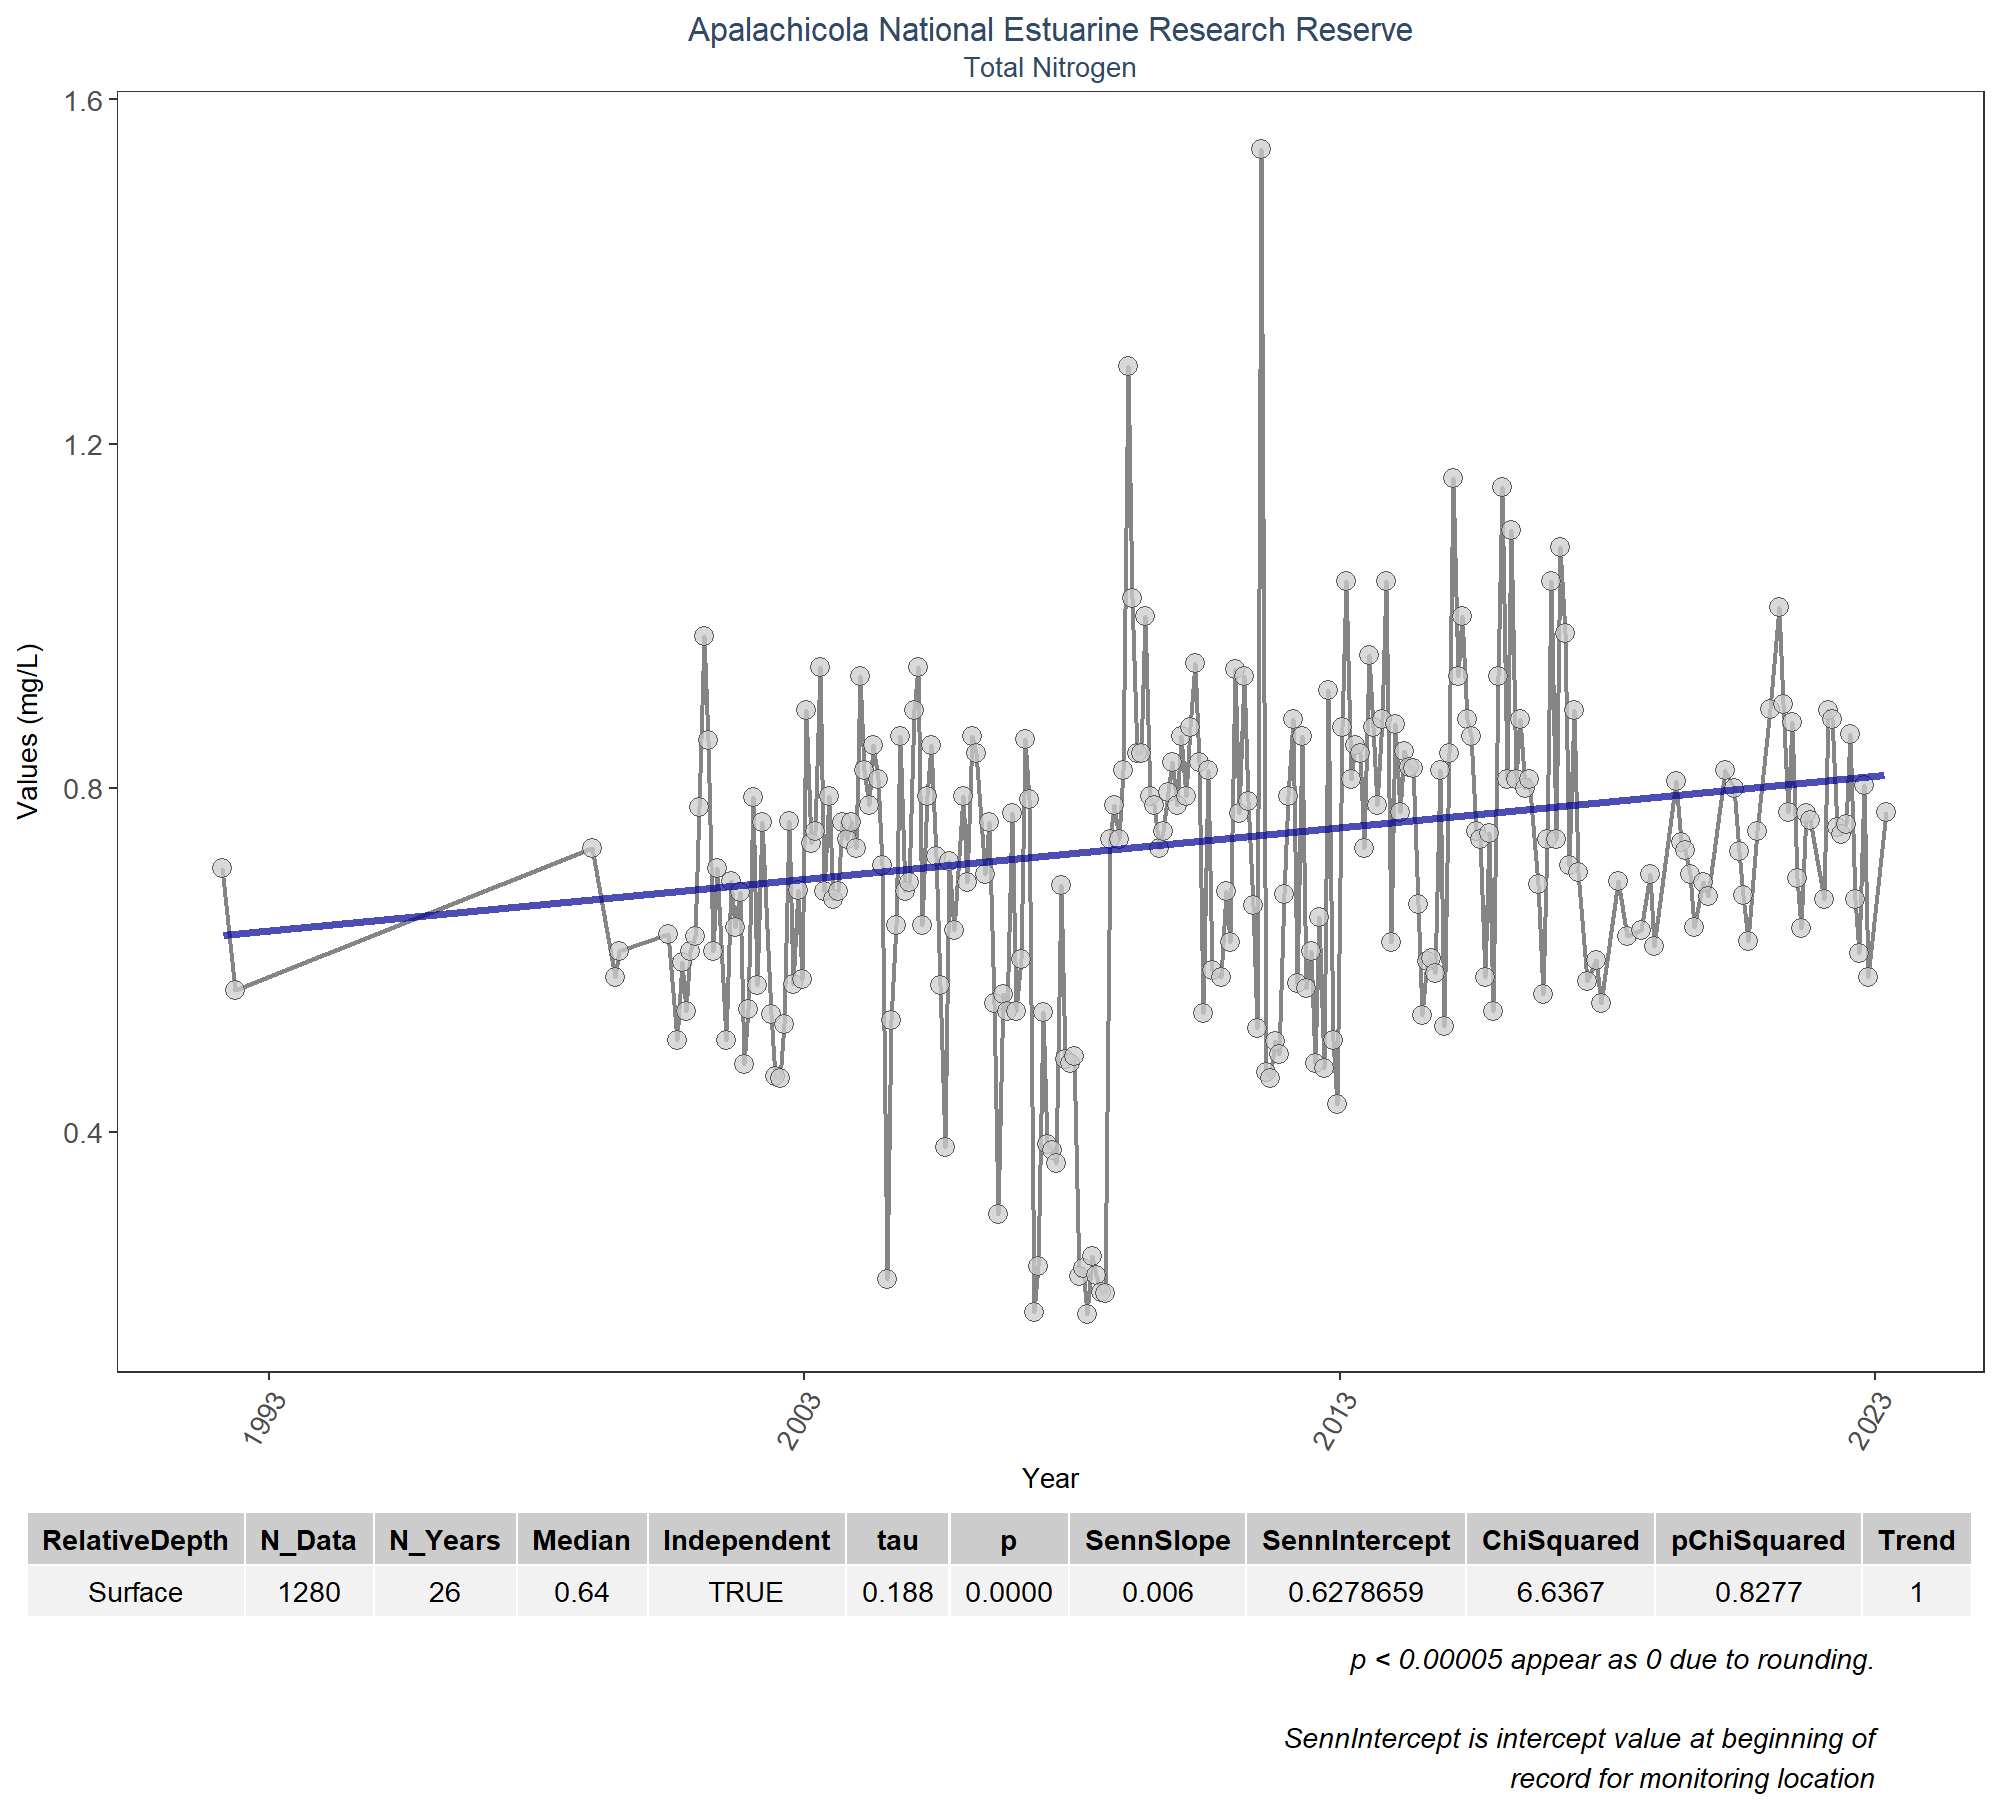 Apalachicola National Estuarine Research Reserve
Total Nitrogen
1.6
1.2
0.8
0.4
Values (mg/L)
1993
2003
2013
2023
Year
RelativeDepth N_Data N_Years Median Independent tau p SennSlope SennIntercept ChiSquared pChiSquared Trend
Surface 1280 26 0.64 TRUE 0.188 0.0000 0.006 0.6278659 6.6367 0.8277 1
p < 0.00005 appear as 0 due to rounding.
SennIntercept is intercept value at beginning of
record for monitoring location